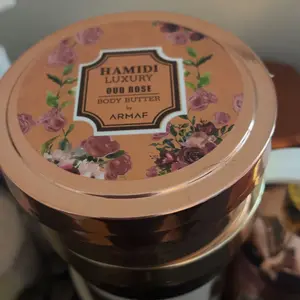 HAMIDI
LUXURY
OUD ROSE
BODY BUTTER
by
ARMAF